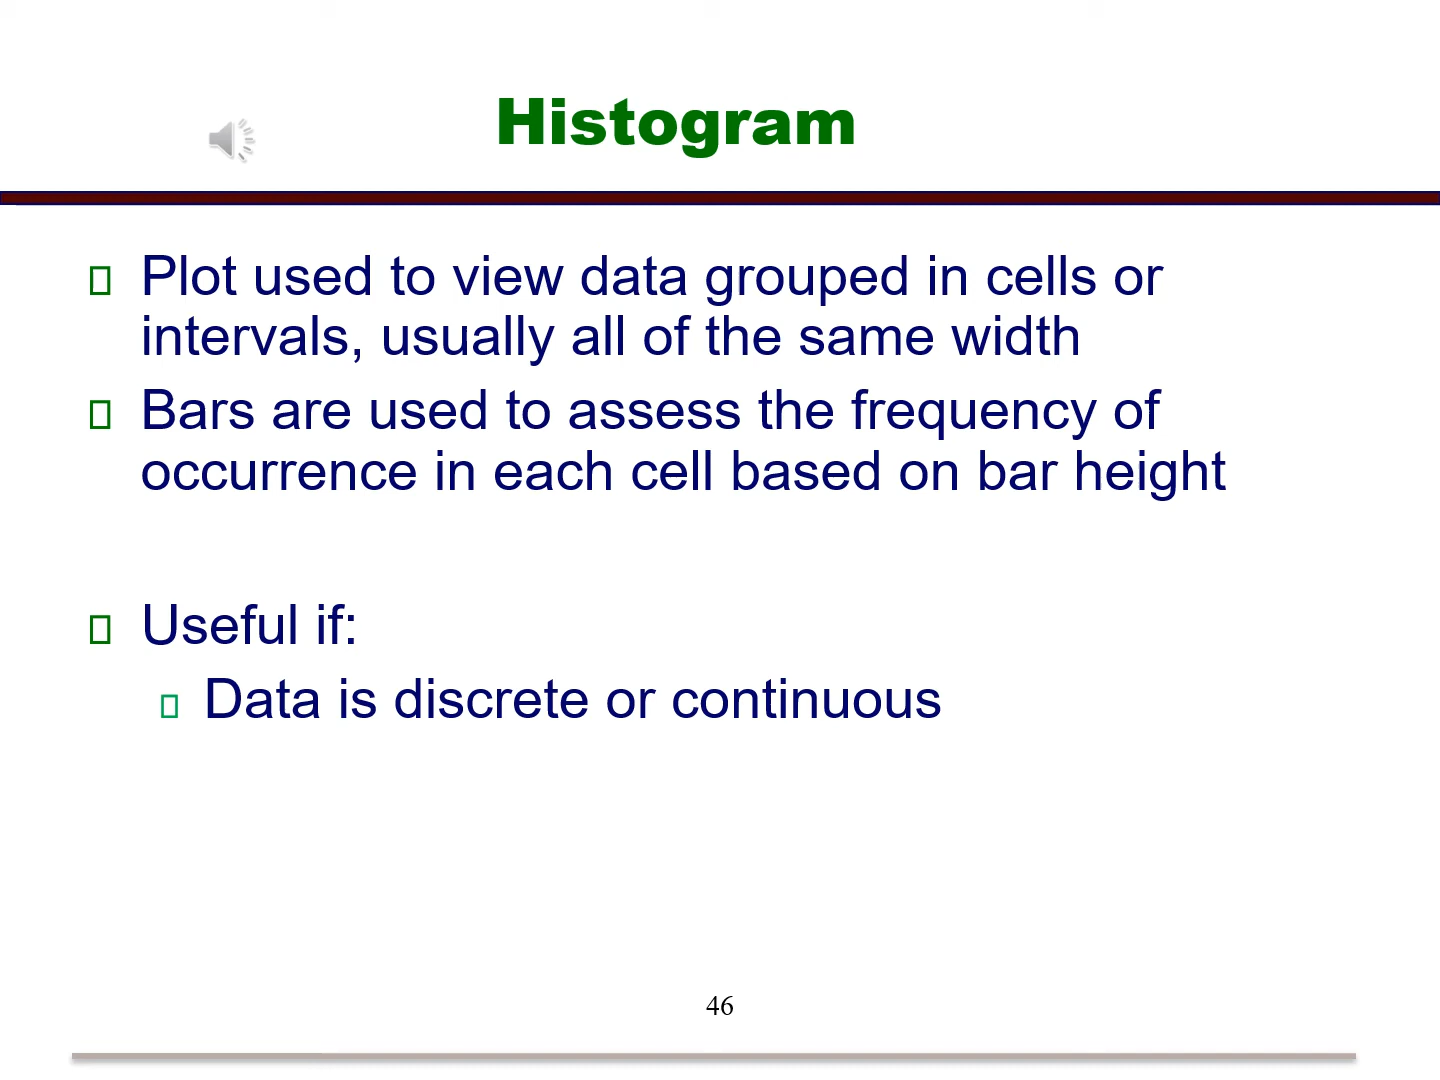 Histogram
Plot used to view data grouped in cells or
intervals, usually all of the same width
Bars are used to assess the frequency of
occurrence in each cell based on bar height
Useful if:
Data is discrete or continuous
46